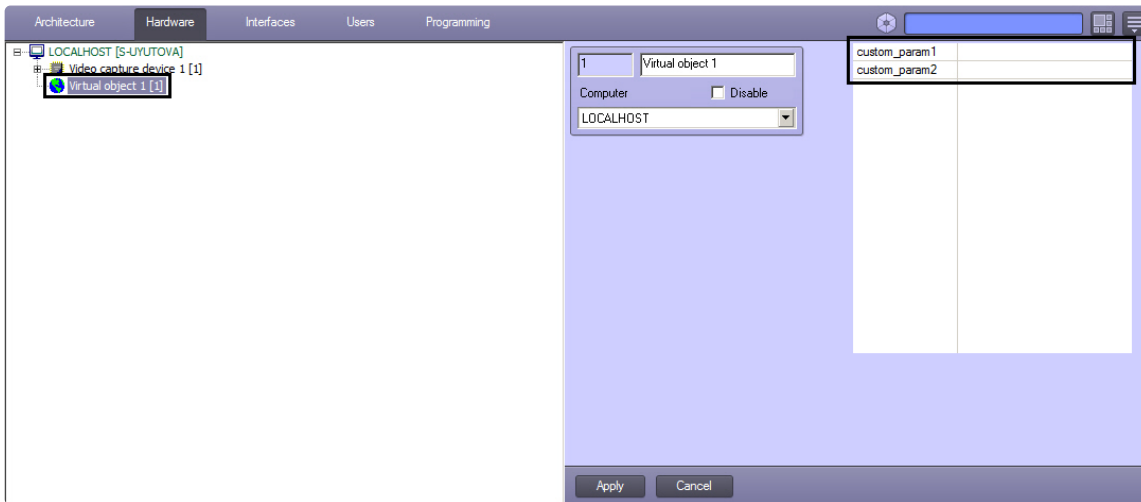 Architecture Hardware Interfaces Users Programming
LOCALHOST [S-UYUTOVA]
Video capture device 1 [1]
Virtual object 1 [1]
1 Virtual object 1
Computer Disable
LOCALHOST
custom_param1
custom_param2
Apply Cancel